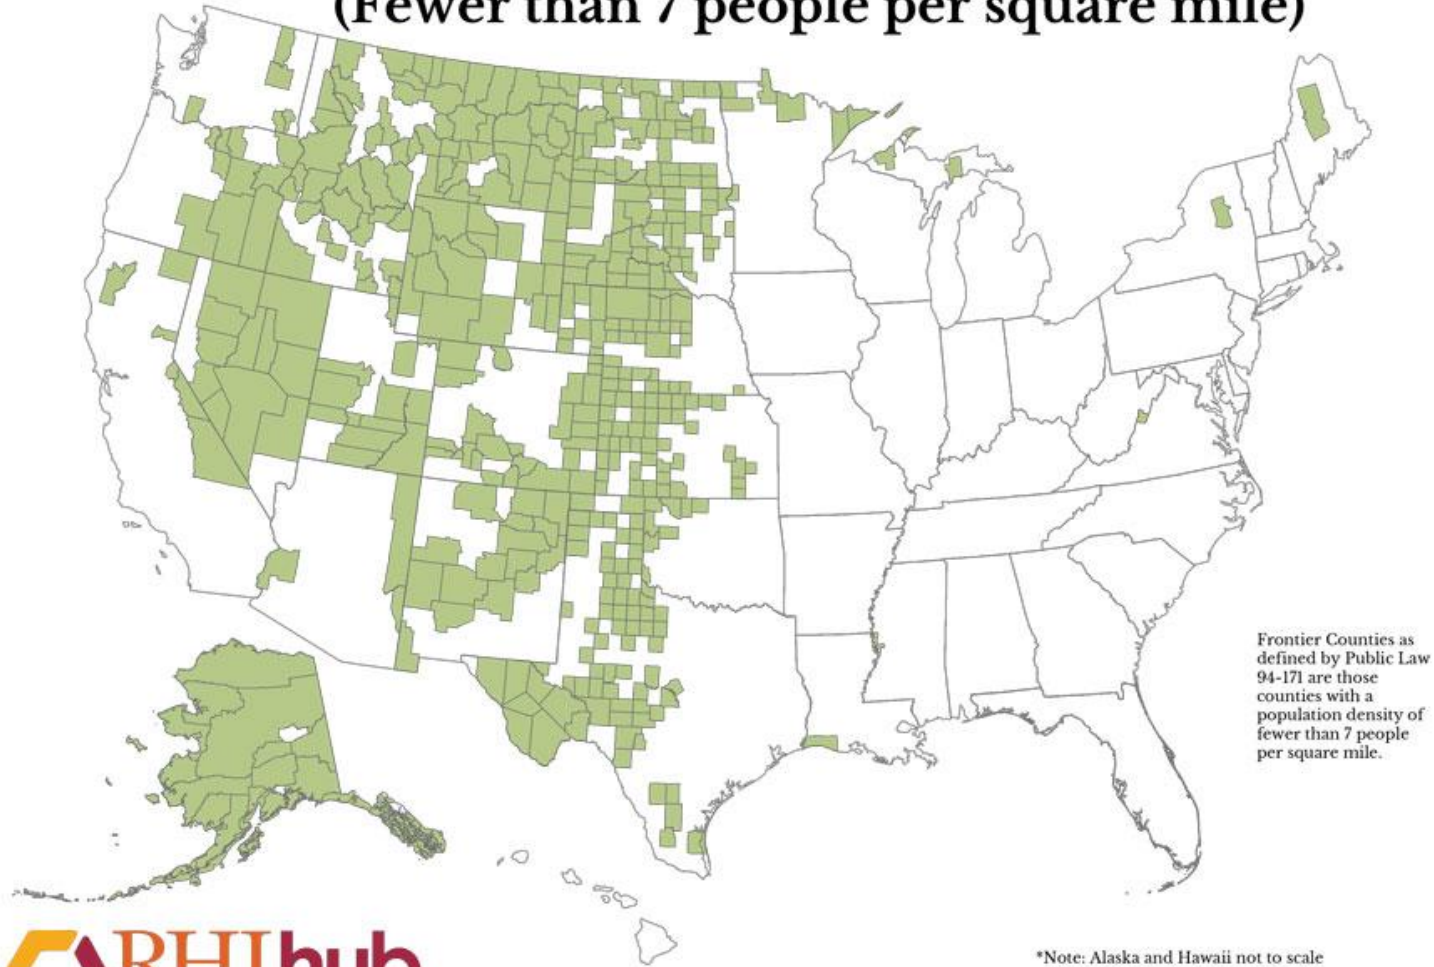 (Fewer than 7 people per square mile)
Frontier Counties as
defined by Public Law
94-171 are those
counties with a
population density of
fewer than 7 people
per square mile.
RHIhub
*Note: Alaska and Hawaii not to scale